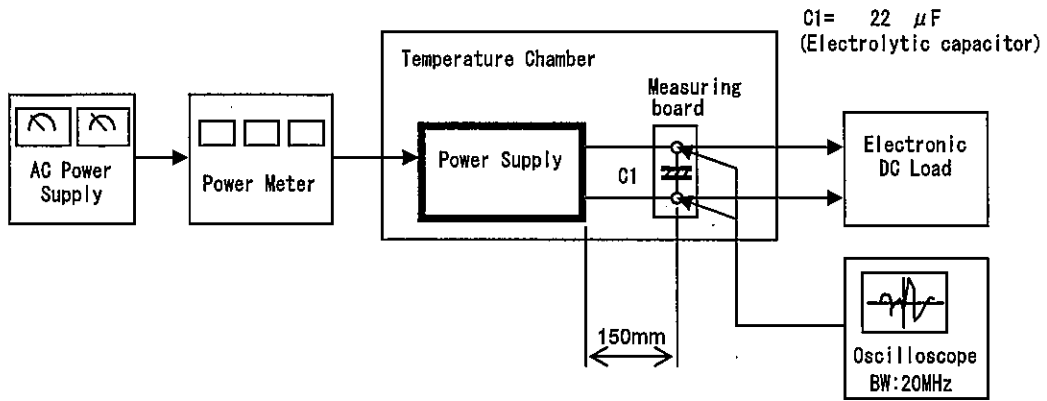 C1=  22  μF
(Electrolytic capacitor)
Temperature Chamber
Measuring
board
AC Power
Supply
Power Meter
Power Supply
C1
Electronic
DC Load
150mm
Oscilloscope
BW:20MHz